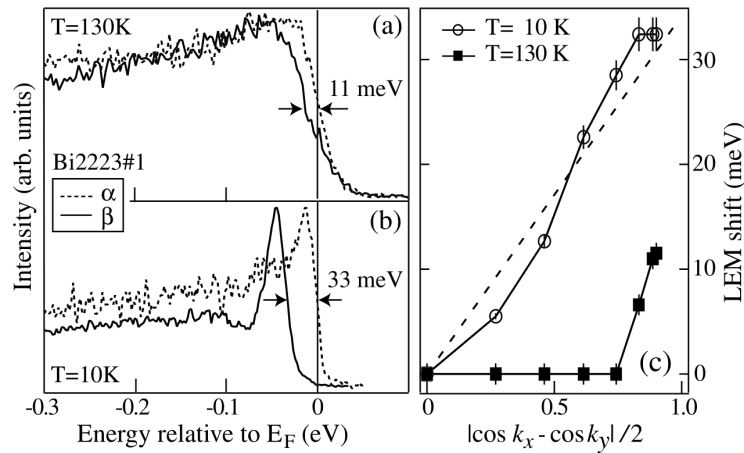 T=130K
(a)
11 meV
Bi2223#1
α
β
(b)
33 meV
T=10K
Intensity (arb. units)
-0.3
-0.2
-0.1
0
Energy relative to E_F (eV)
T= 10 K
T=130 K
30
20
10
0
LEM shift (meV)
(c)
0
0.5
1.0
|cos k_x - cos k_y| /2